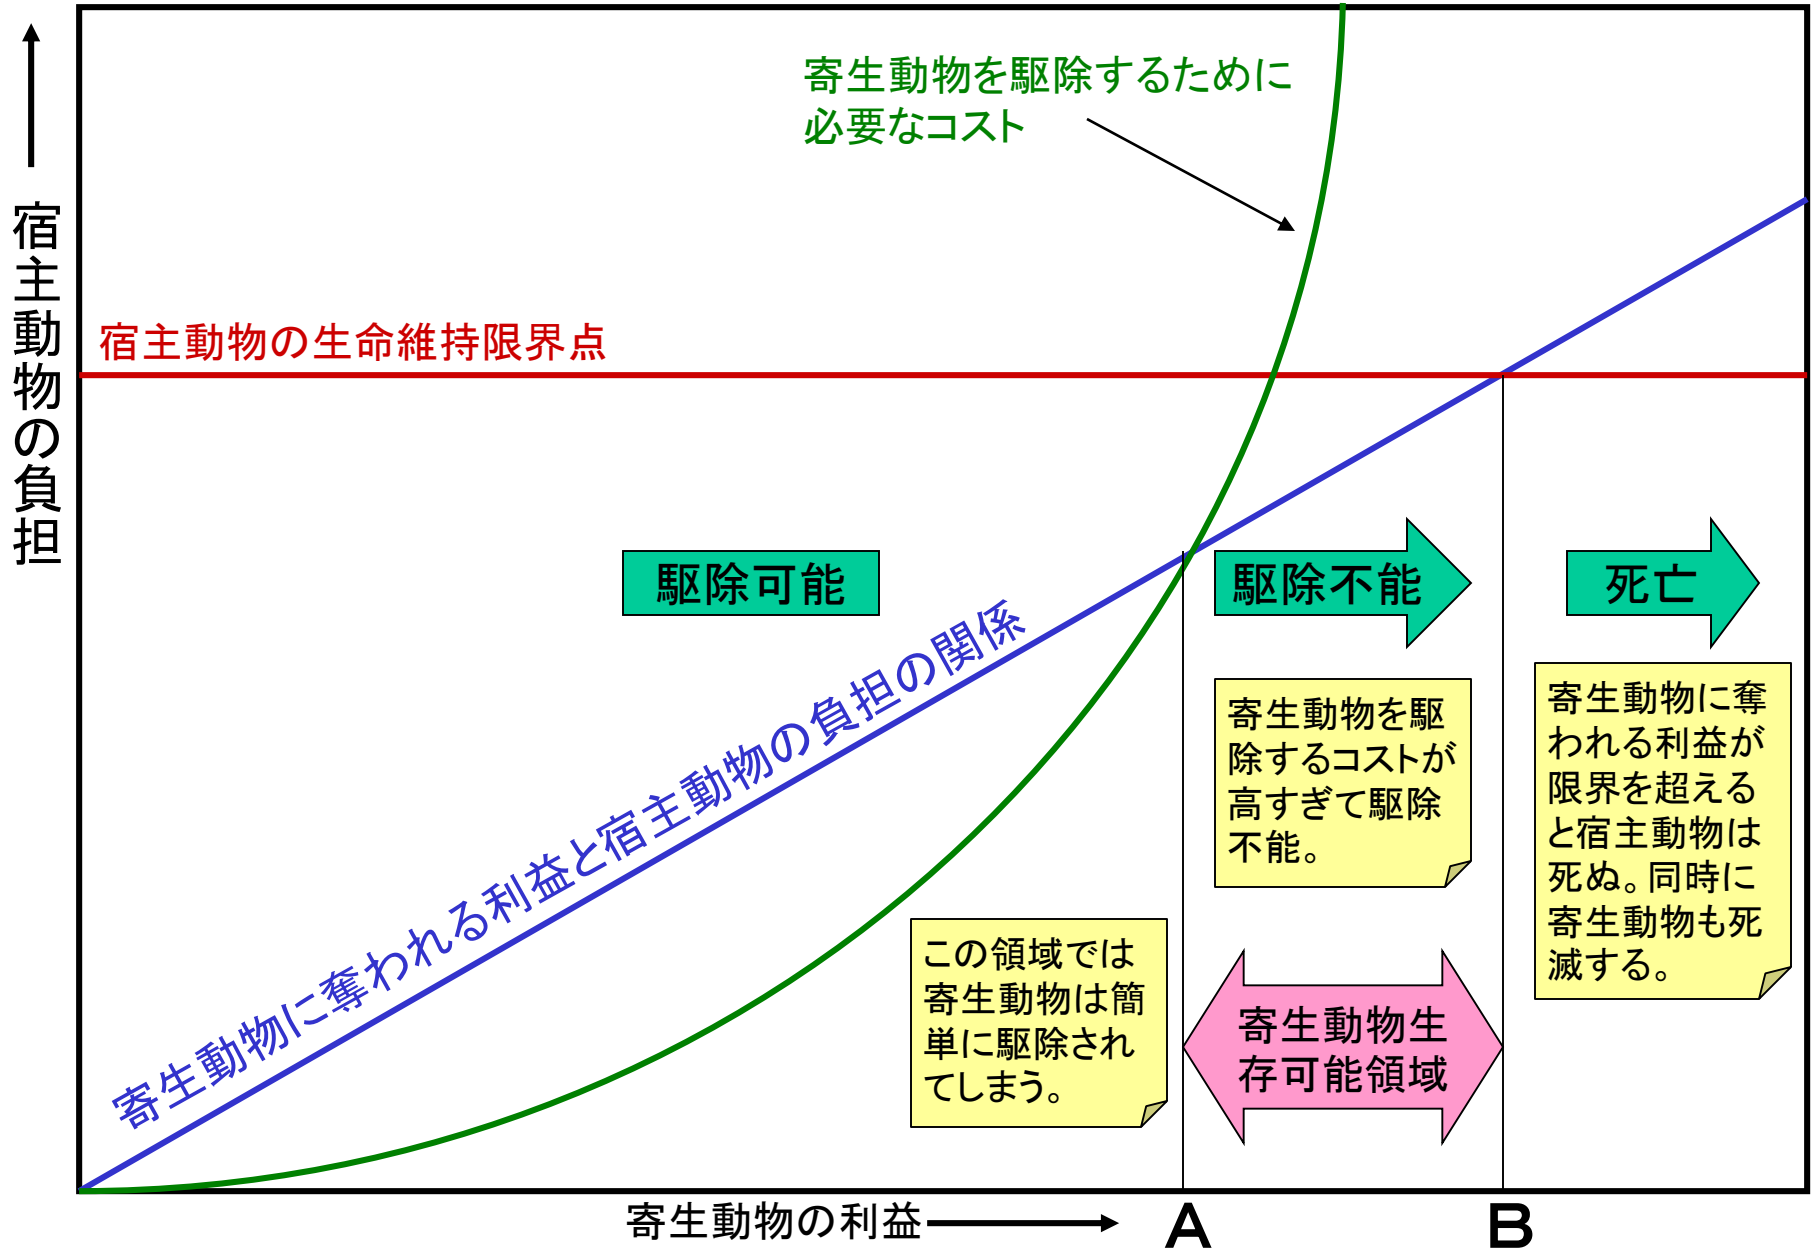 寄生動物を駆除するために
必要なコスト
宿主動物の負担
宿主動物の生命維持限界点
駆除可能
駆除不能
死亡
寄生動物に奪われる利益と宿主動物の負担の関係
寄生動物を駆
除するコストが
高すぎて駆除
不能。
寄生動物に奪
われる利益が
限界を超える
と宿主動物は
死ぬ。同時に
寄生動物も死
滅する。
この領域では
寄生動物は簡
単に駆除され
てしまう。
寄生動物生
存可能領域
寄生動物の利益
A
B